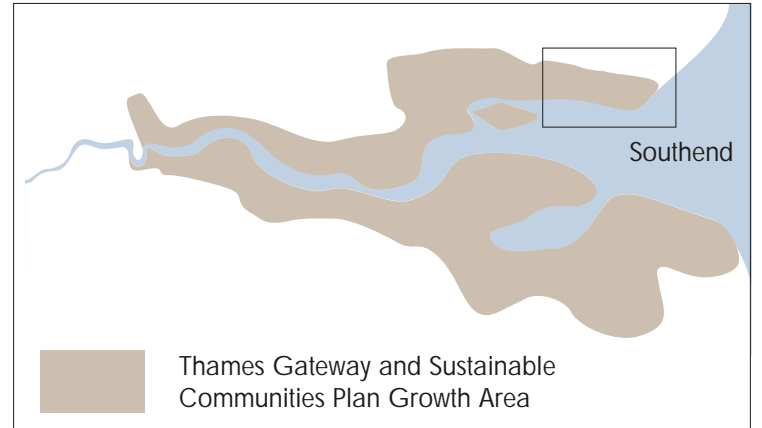 Southend
Thames Gateway and Sustainable
Communities Plan Growth Area